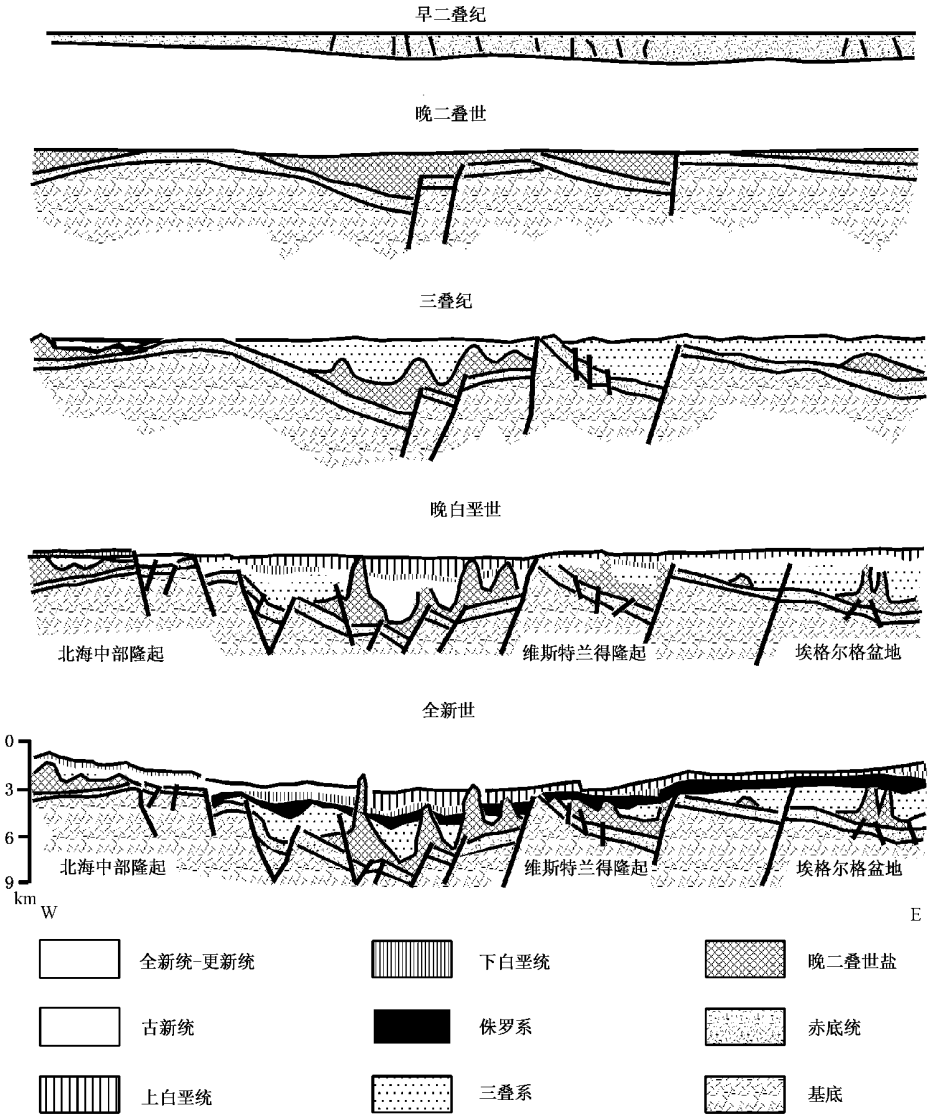 早二叠纪
晚二叠世
三叠纪
晚白垩世
北海中部隆起 维斯特兰得隆起 埃格尔格盆地
全新世
0
3
6
9
km
北海中部隆起 维斯特兰得隆起 埃格尔格盆地
W E
全新统-更新统 下白垩统 晚二叠世盐
古新统 侏罗系 赤底统
上白垩统 三叠系 基底